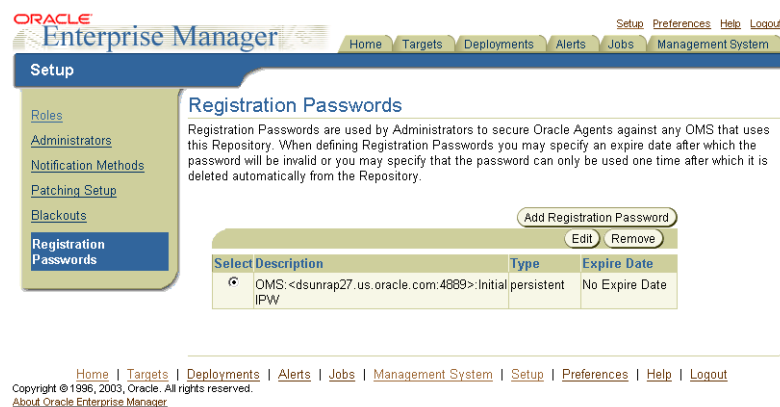 ORACLE
Enterprise Manager
Setup Preferences Help Logout
Home Targets Deployments Alerts Jobs Management System
Setup
Roles
Administrators
Notification Methods
Patching Setup
Blackouts
Registration
Passwords
Registration Passwords
Registration Passwords are used by Administrators to secure Oracle Agents against any OMS that uses
this Repository. When defining Registration Passwords you may specify an expire date after which the
password will be invalid or you may specify that the password can only be used one time after which it is
deleted automatically from the Repository.
Add Registration Password
Edit Remove
Select Description Type Expire Date
OMS:<dsunrap27.us.oracle.com:4889>:Initial persistent No Expire Date
IPW
Home | Targets | Deployments | Alerts | Jobs | Management System | Setup | Preferences | Help | Logout
Copyright © 1996, 2003, Oracle. All rights reserved.
About Oracle Enterprise Manager